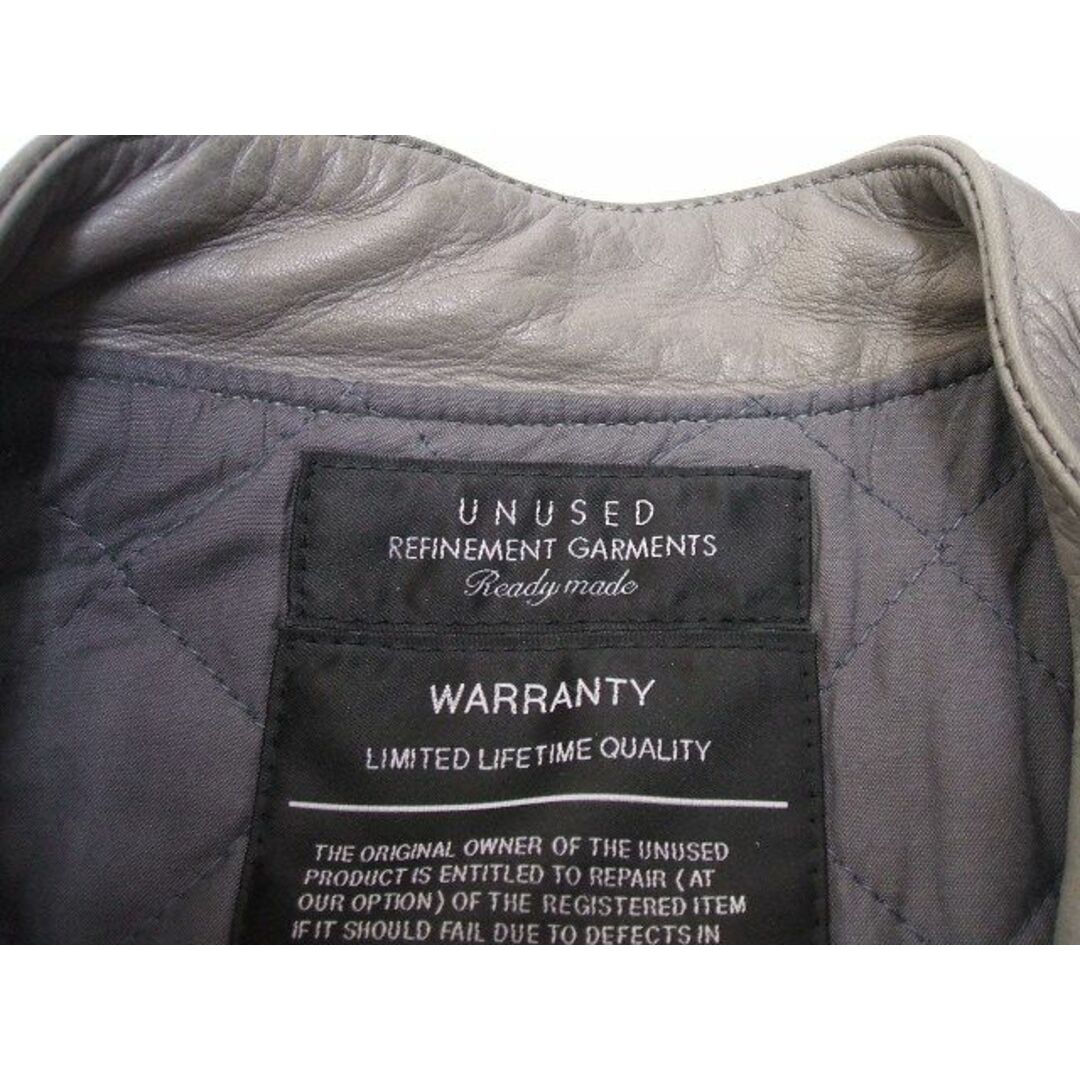 UNUSED
REFINEMENT GARMENTS
Ready made
WARRANTY
LIMITED LIFETIME QUALITY
THE ORIGINAL OWNER OF THE UNUSED
PRODUCT IS ENTITLED TO REPAIR (AT
OUR OPTION) OF THE REGISTERED ITEM
IF IT SHOULD FAIL DUE TO DEFECTS IN